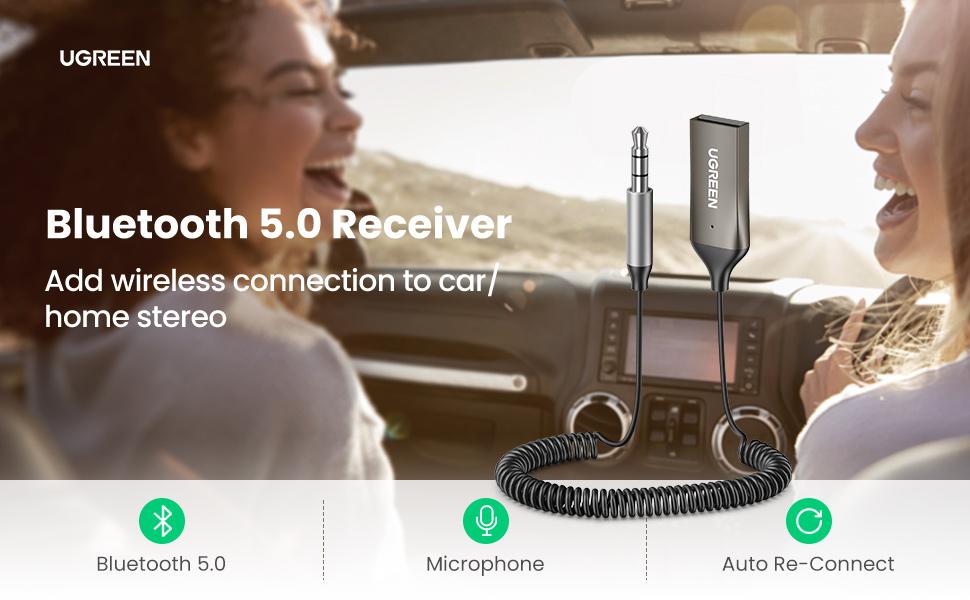 UGREEN
Bluetooth 5.0 Receiver
Add wireless connection to car/
home stereo
UGREEN
Bluetooth 5.0
Microphone
Auto Re-Connect